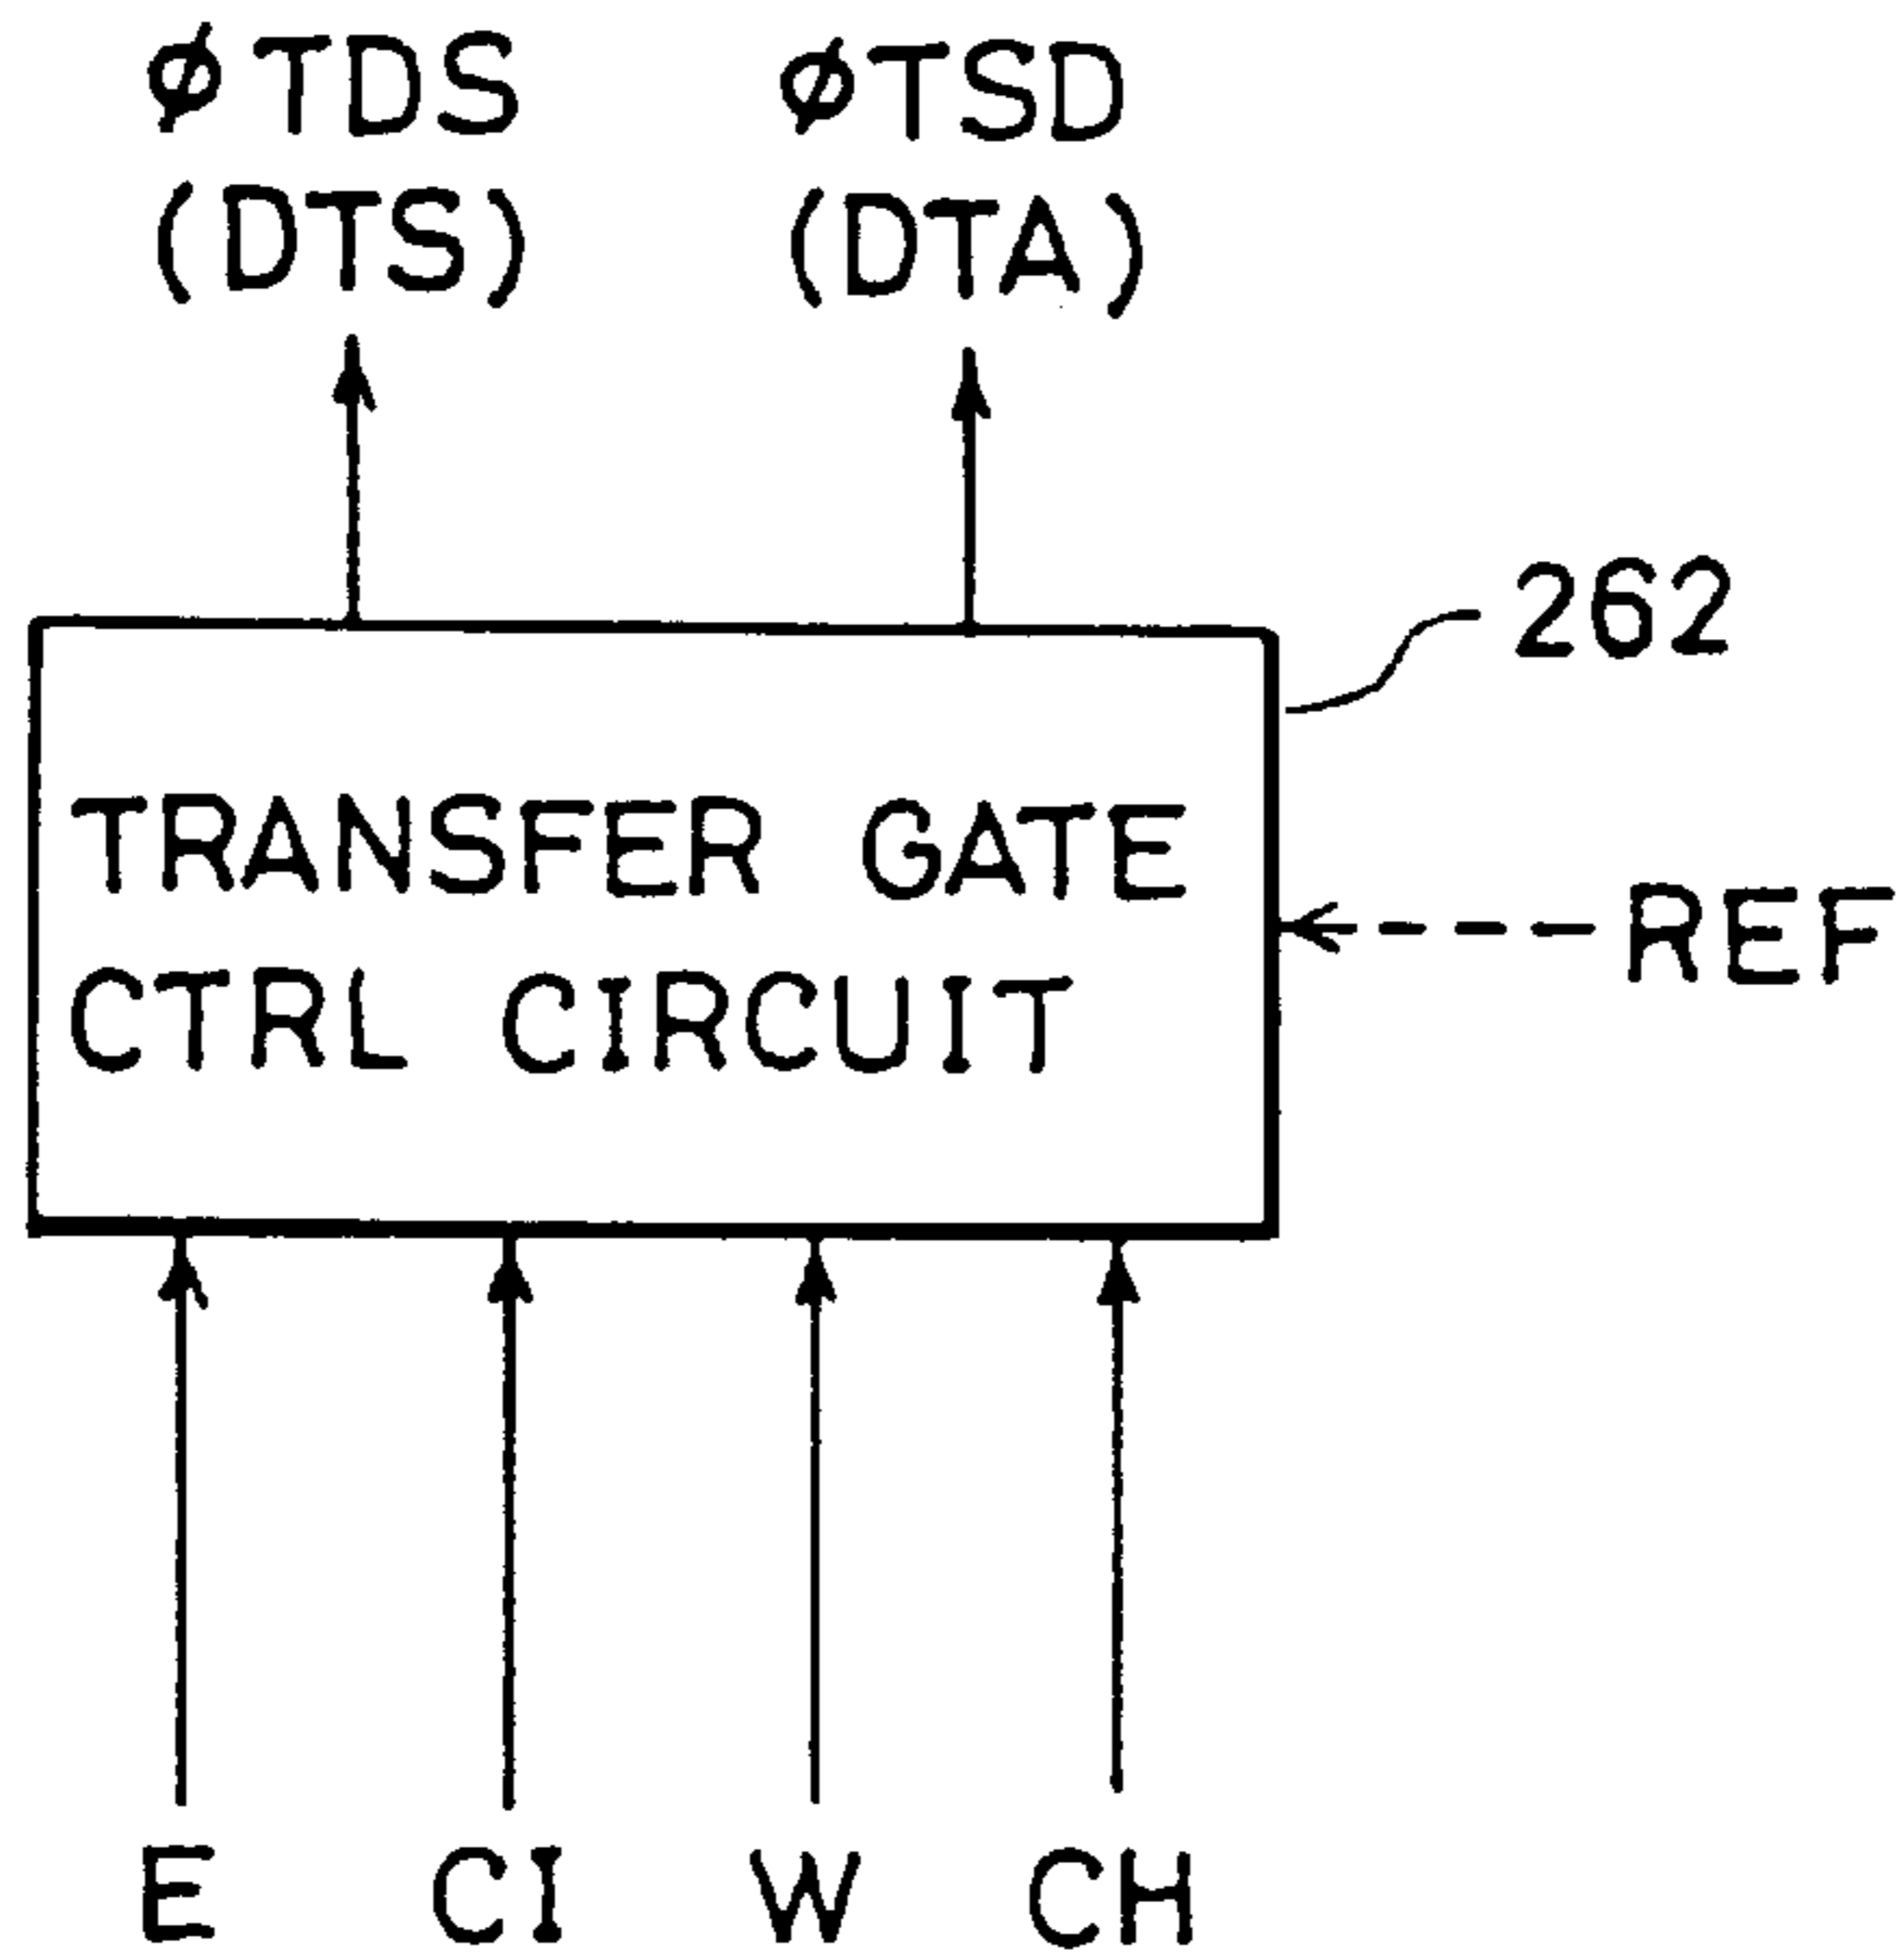 φTDS φTSD
(DTS) (DTA)
262
TRANSFER GATE
CTRL CIRCUIT
REF
E CI W CH